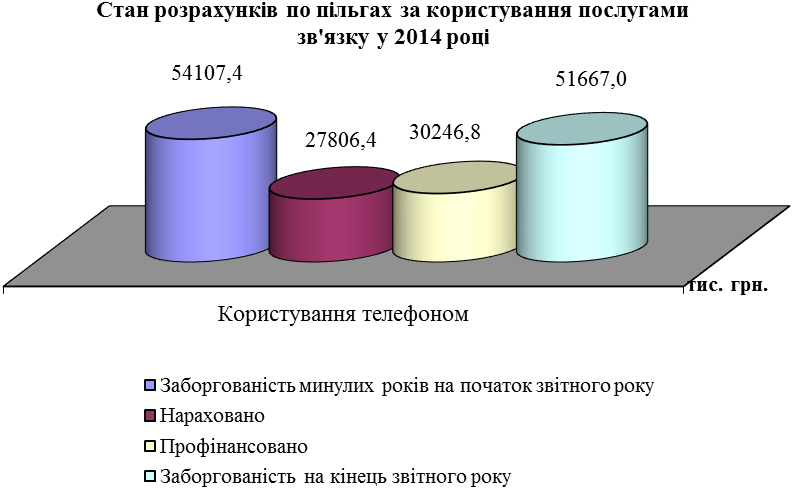 Стан розрахунків по пільгах за користування послугами
зв'язку у 2014 році
54107,4
27806,4
30246,8
51667,0
тис. грн.
Користування телефоном
Заборгованість минулих років на початок звітного року
Нараховано
Профінансовано
Заборгованість на кінець звітного року